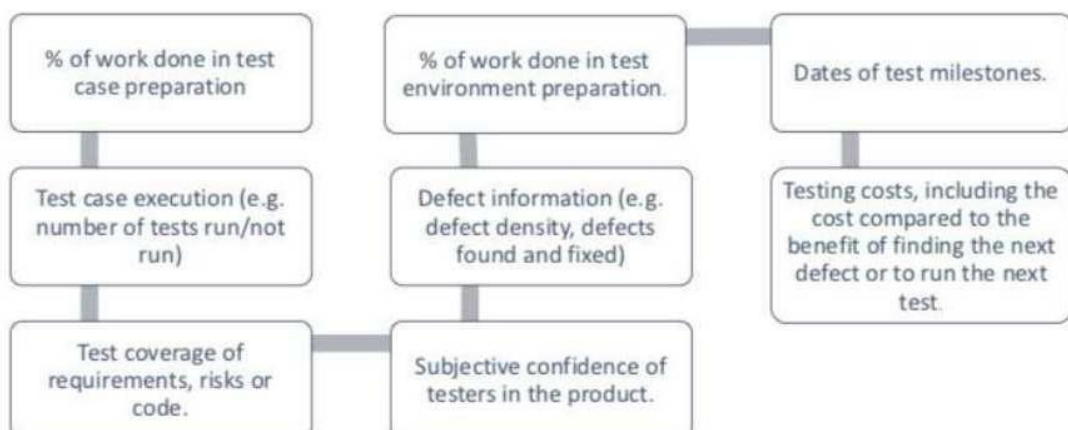 % of work done in test
case preparation
Test case execution (e.g.
number of tests run/not
run)
Test coverage of
requirements, risks or
code.
Subjective confidence of
testers in the product.
Defect information (e.g.
defect density, defects
found and fixed)
% of work done in test
environment preparation.
Dates of test milestones.
Testing costs, including the
cost compared to the
benefit of finding the next
defect or to run the next
test.